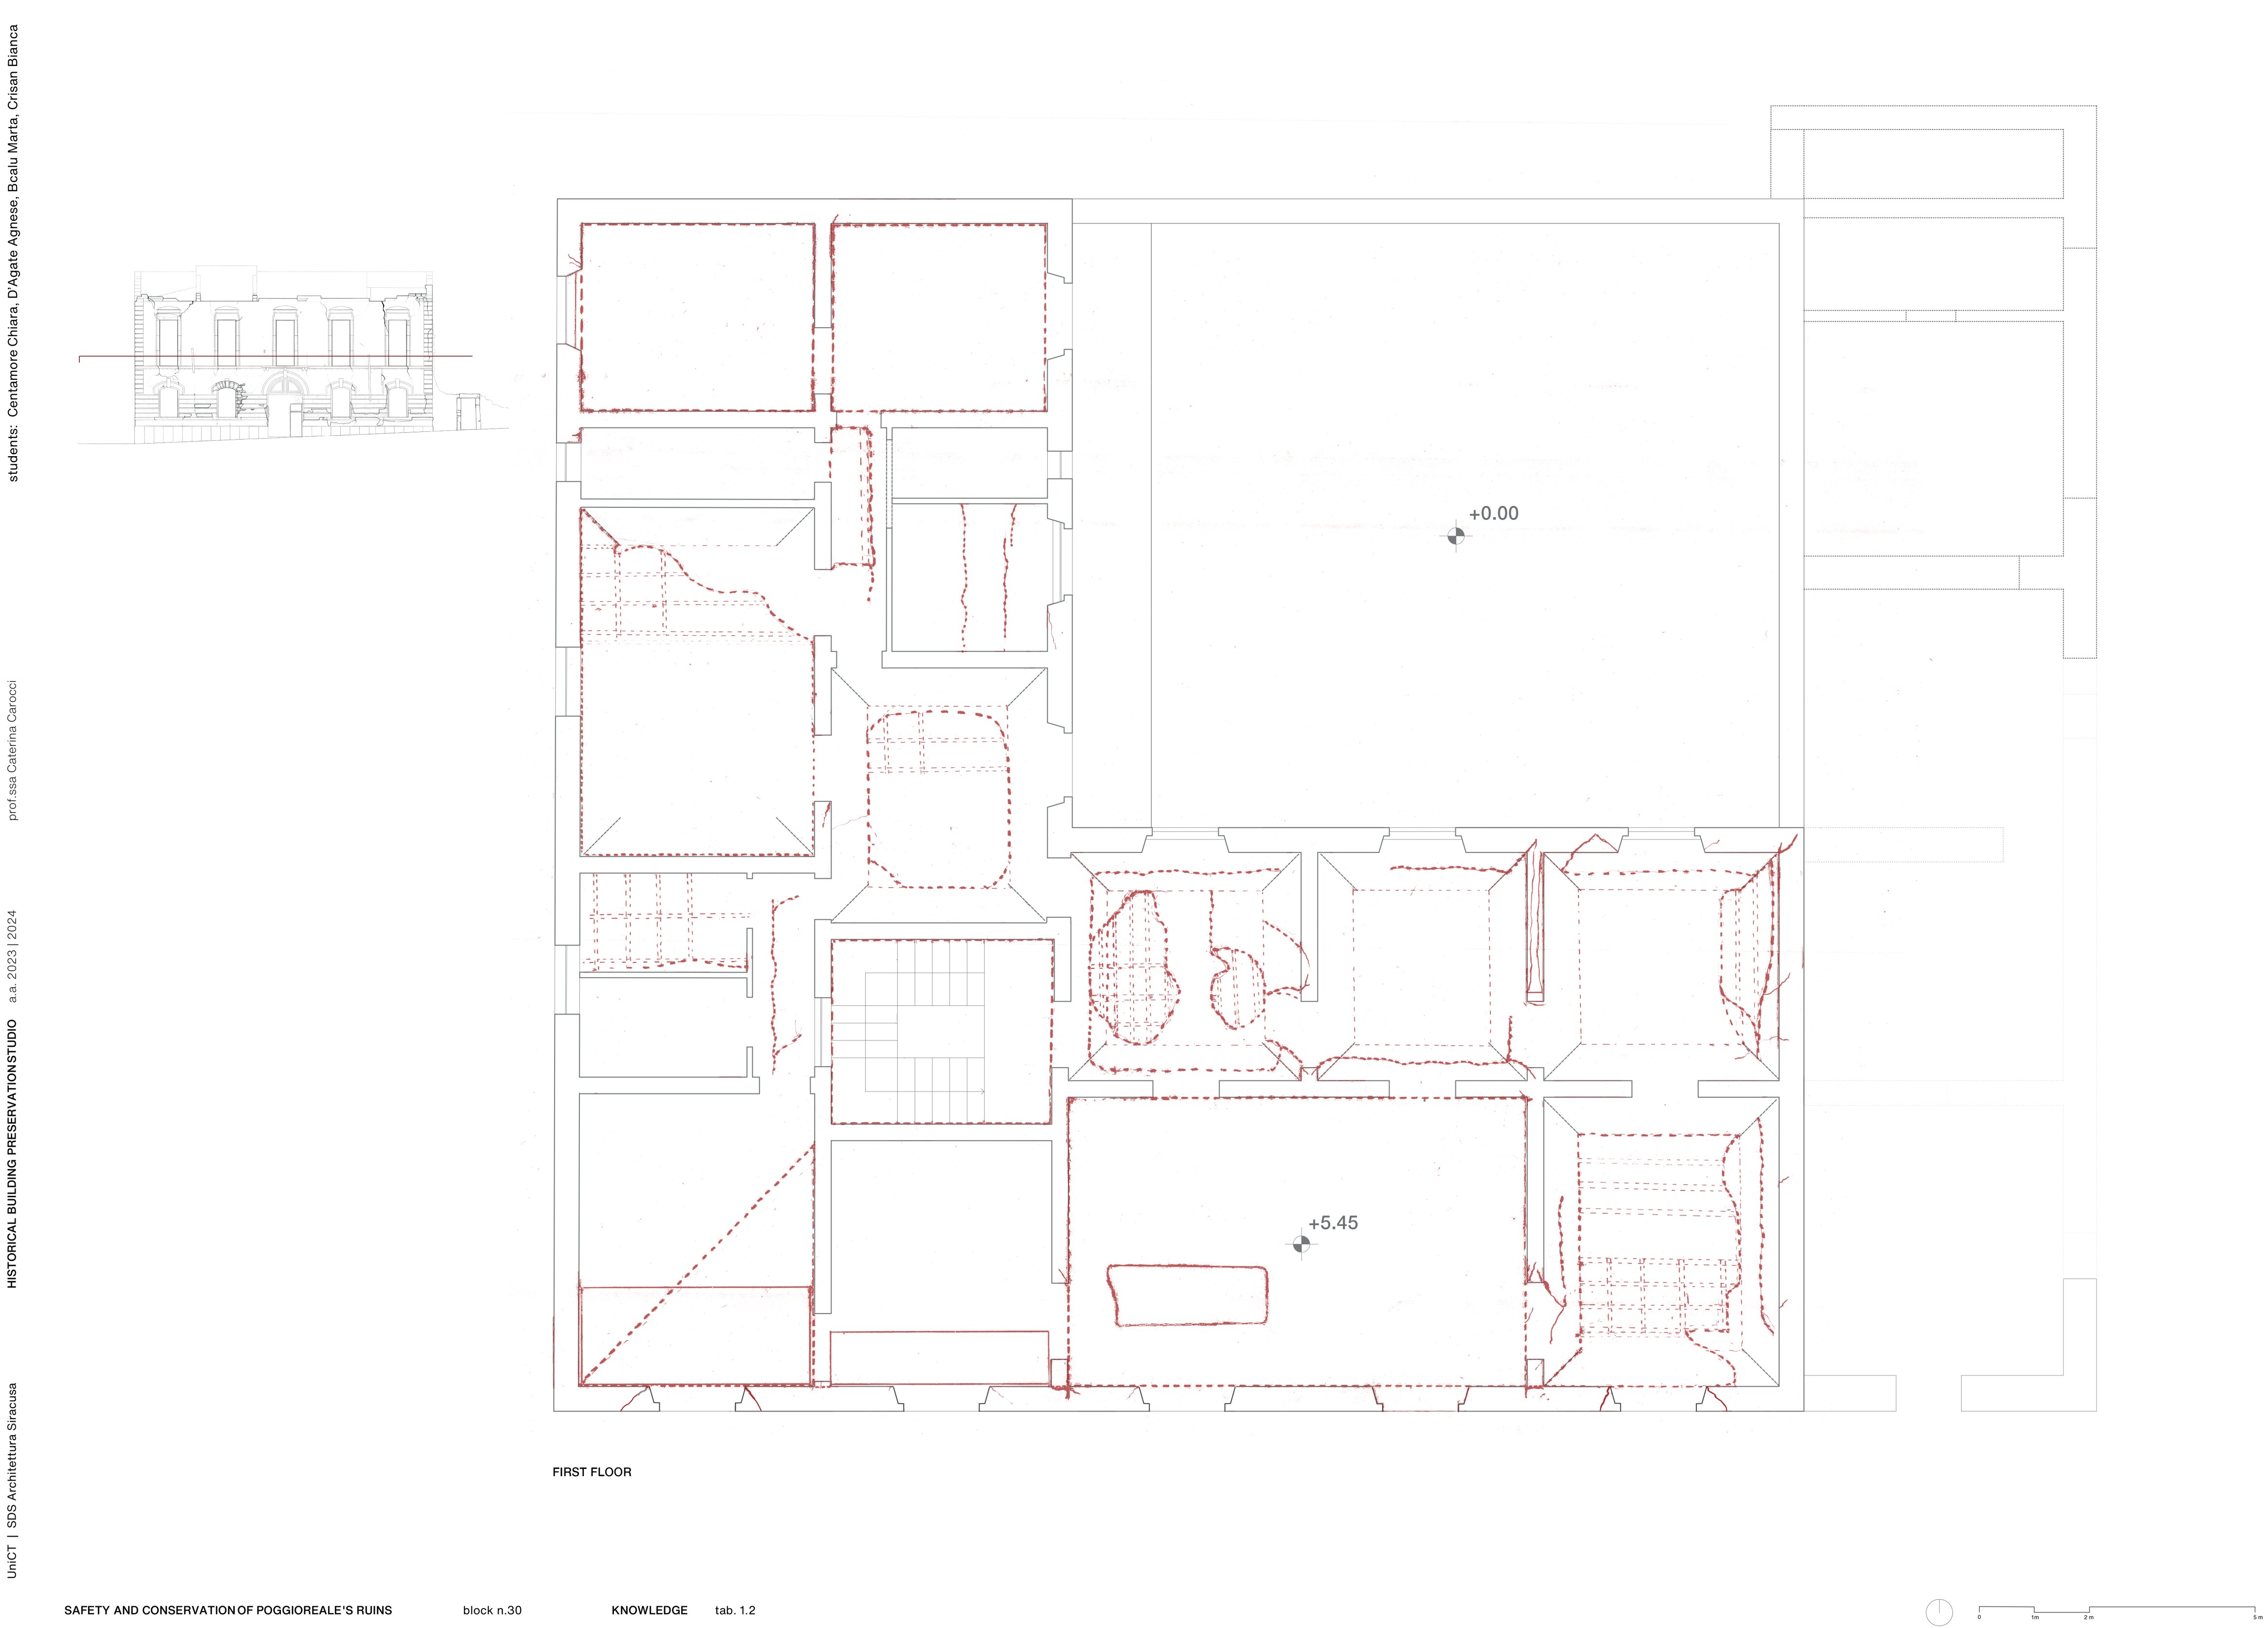 students: Centamore Chiara, D'Agate Agnese, Bcalu Marta, Crisan Bianca
prof.ssa Caterina Carocci
a.a. 2023 | 2024
HISTORICAL BUILDING PRESERVATION STUDIO
UniCT | SDS Architettura Siracusa
+0.00
+5.45
FIRST FLOOR
SAFETY AND CONSERVATION OF POGGIOREALE'S RUINS block n.30 KNOWLEDGE tab. 1.2
0 1m 2 m 5 m